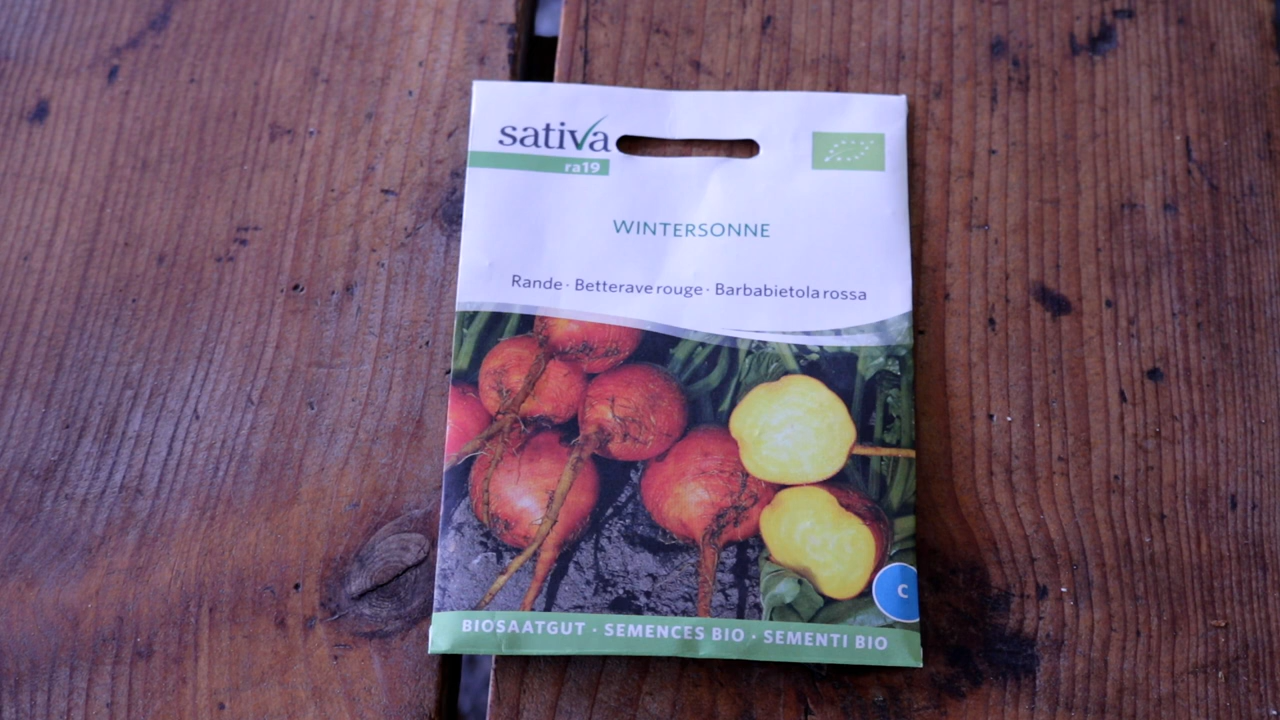 sativa
ra19
WINTERSONNE
Rande · Betterave rouge · Barbabietola rossa
C
BIOSAATGUT · SEMENCES BIO · SEMENTI BIO